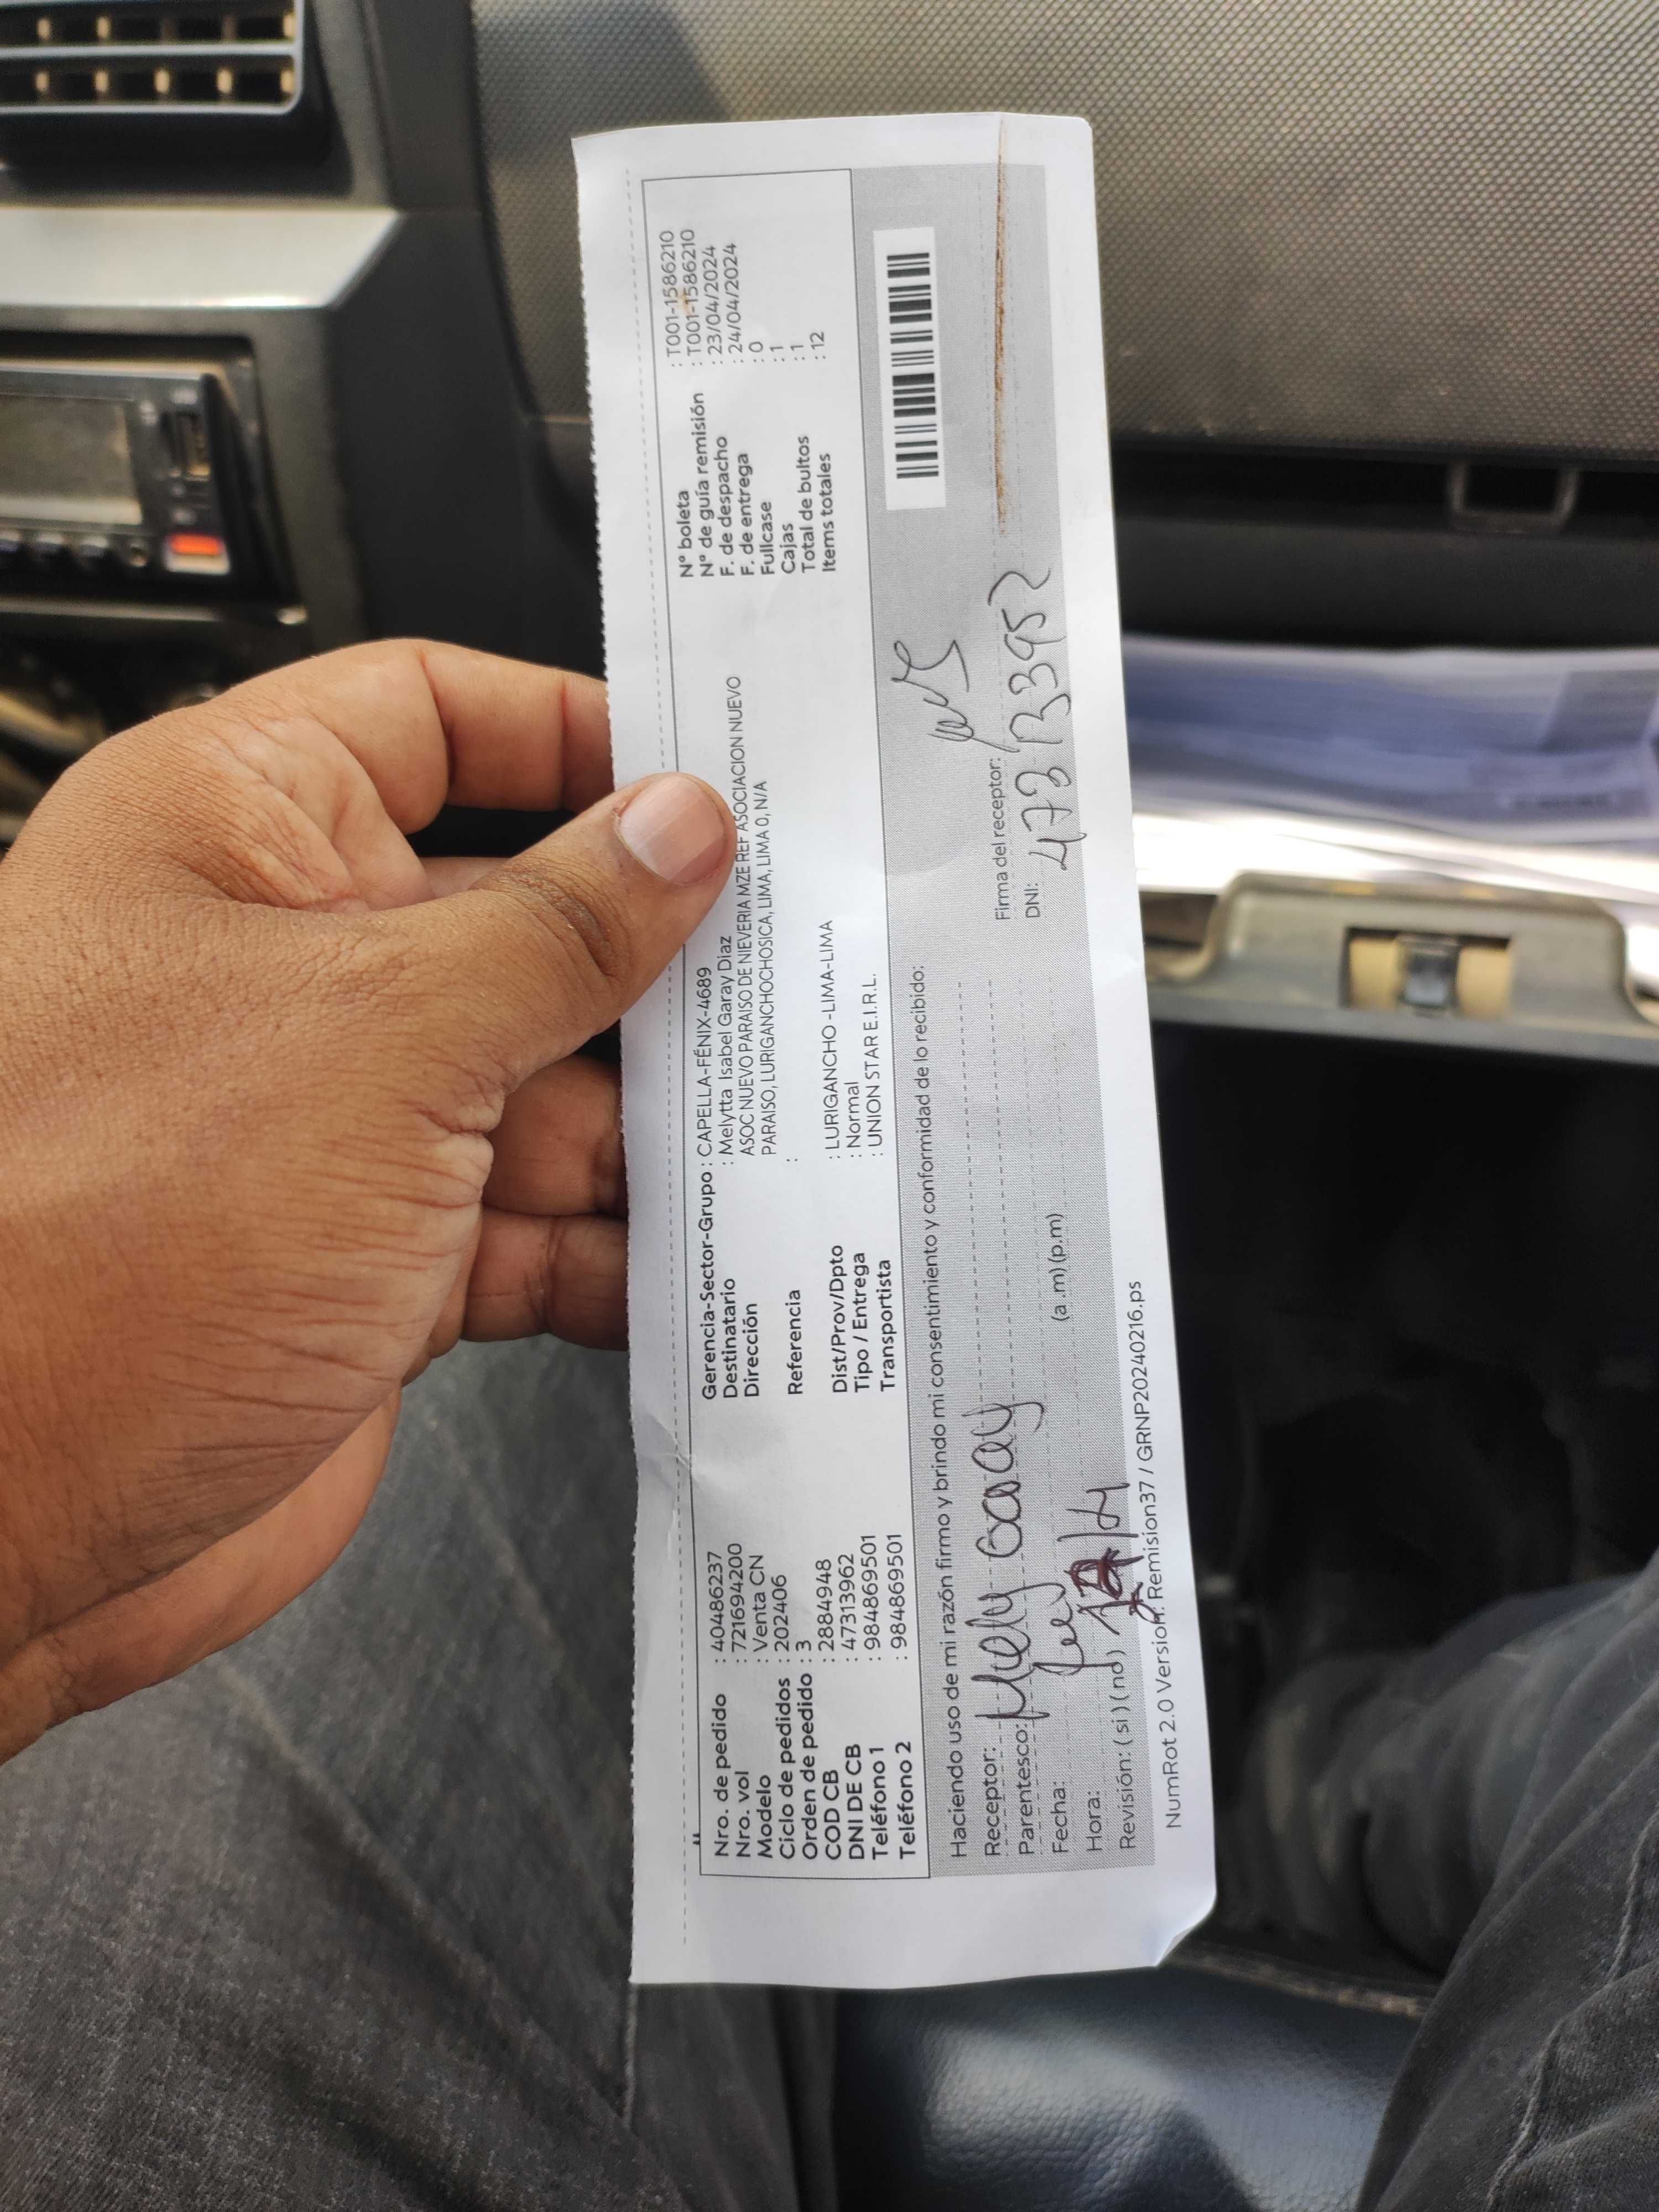 Nro. de pedido : 40486237
Nro. vol : 721694200
Modelo : Venta CN
Ciclo de pedidos : 202406
Orden de pedido : 3
COD CB : 2884948
DNI DE CB : 47313962
Teléfono 1 : 984869501
Teléfono 2 : 984869501
Gerencia-Sector-Grupo : CAPELLA-FÉNIX-4689
Destinatario : Melytta Isabel Garay Diaz
Dirección ASOC NUEVO PARAISO DE NIEVERIA MZE REF ASOCIACION NUEVO
PARAISO, LURIGANCHOCHOSICA, LIMA, LIMA 0, N/A
Referencia :
Dist/Prov/Dpto : LURIGANCHO -LIMA-LIMA
Tipo / Entrega : Normal
Transportista : UNION STAR E.I.R.L.
N° boleta : T001-1586210
N° de guía remisión : T001-1586210
F. de despacho : 23/04/2024
F. de entrega : 24/04/2024
Fullcase : 0
Cajas : 1
Total de bultos : 1
Items totales : 12
Haciendo uso de mi razón firmo y brindo mi consentimiento y conformidad de lo recibido:
Receptor: Mely Garay
Parentesco:
Fecha:
Hora: (a .m) (p.m)
Revisión: ( si ) ( no )
Firma del receptor:
DNI:
NumRot 2.0 Version: Remision37 / GRNP20240216.ps